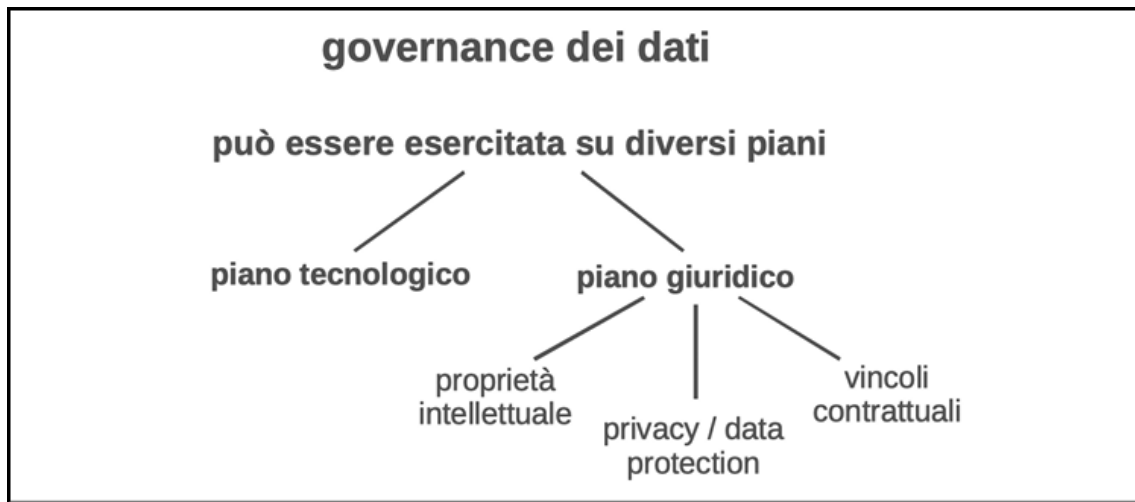 governance dei dati
può essere esercitata su diversi piani
piano tecnologico
piano giuridico
proprietà
intellettuale
privacy / data
protection
vincoli
contrattuali